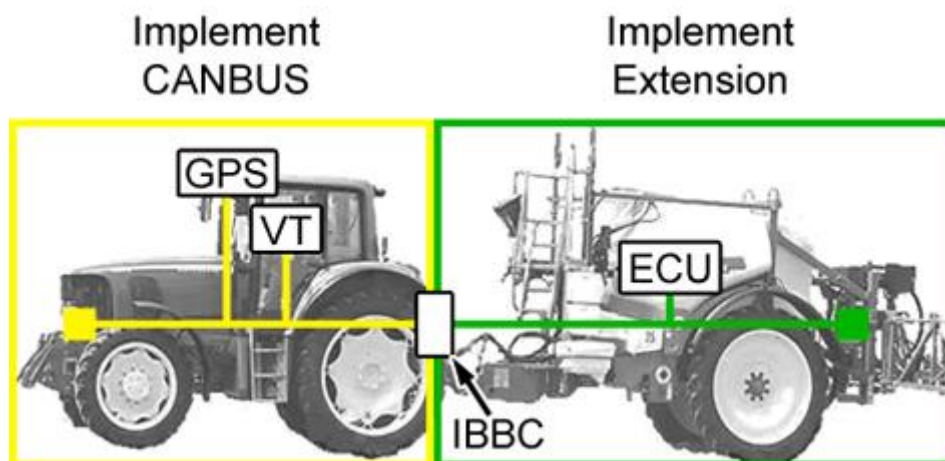 Implement
CANBUS
Implement
Extension
GPS
VT
ECU
IBBC